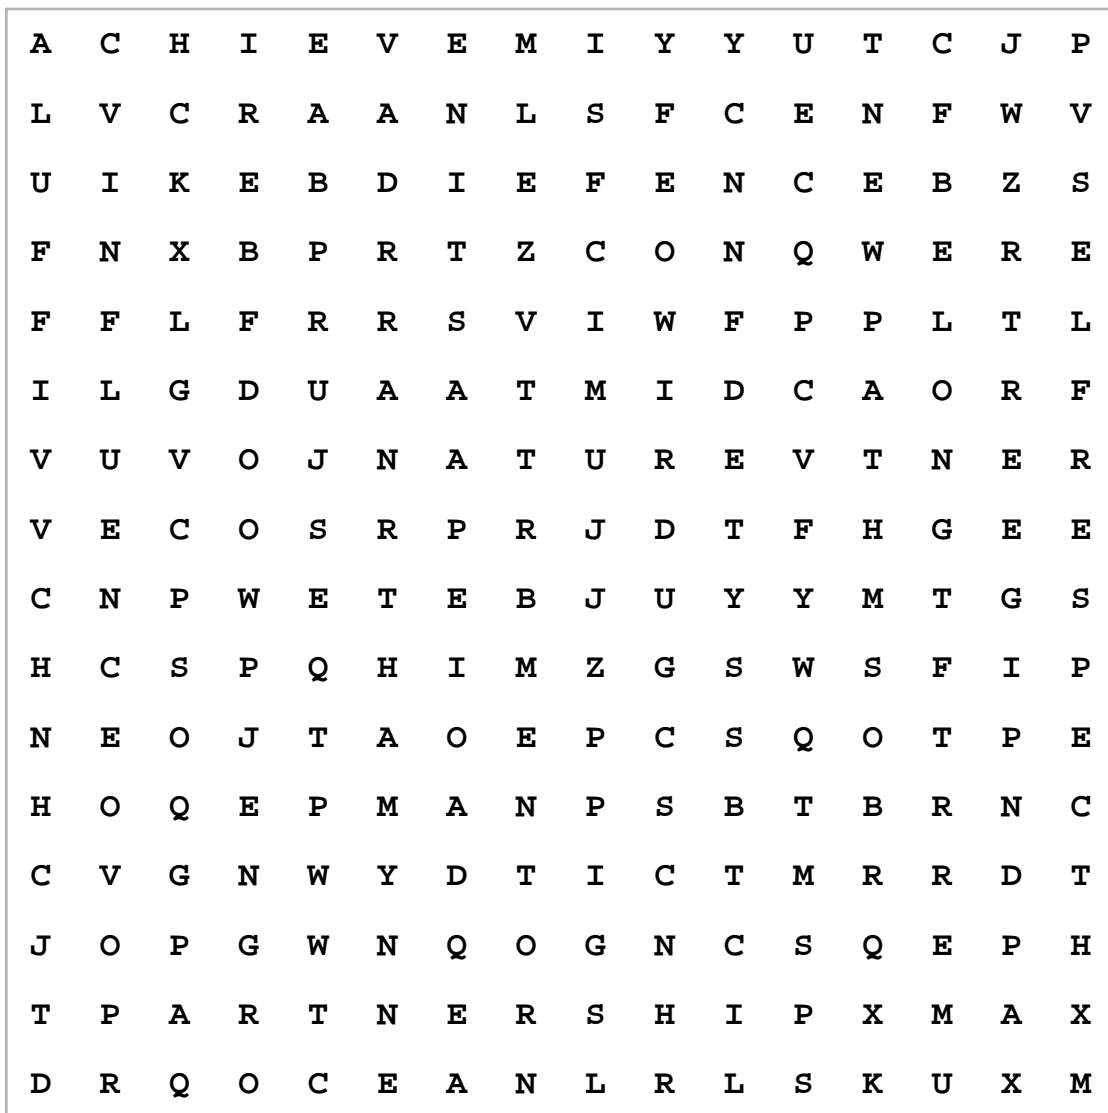 A C H I E V E M I Y Y U T C J P
L V C R A A N L S F C E N F W V
U I K E B D I E F E N C E B Z S
F N X B P R T Z C O N Q W E R E
F F L F R R S V I W F P P L T L
I L G D U A A T M I D C A O R F
V U V O J N A T U R E V T N E R
V E C O S R P R J D T F H G E E
C N P W E T E B J U Y Y M T G S
H C S P Q H I M Z G S W S F I P
N E O J T A O E P C S Q O T P E
H O Q E P M A N P S B T B R N C
C V G N W Y D T I C T M R R D T
J O P G W N Q O G N C S Q E P H
T P A R T N E R S H I P X M A X
D R Q O C E A N L R L S K U X M